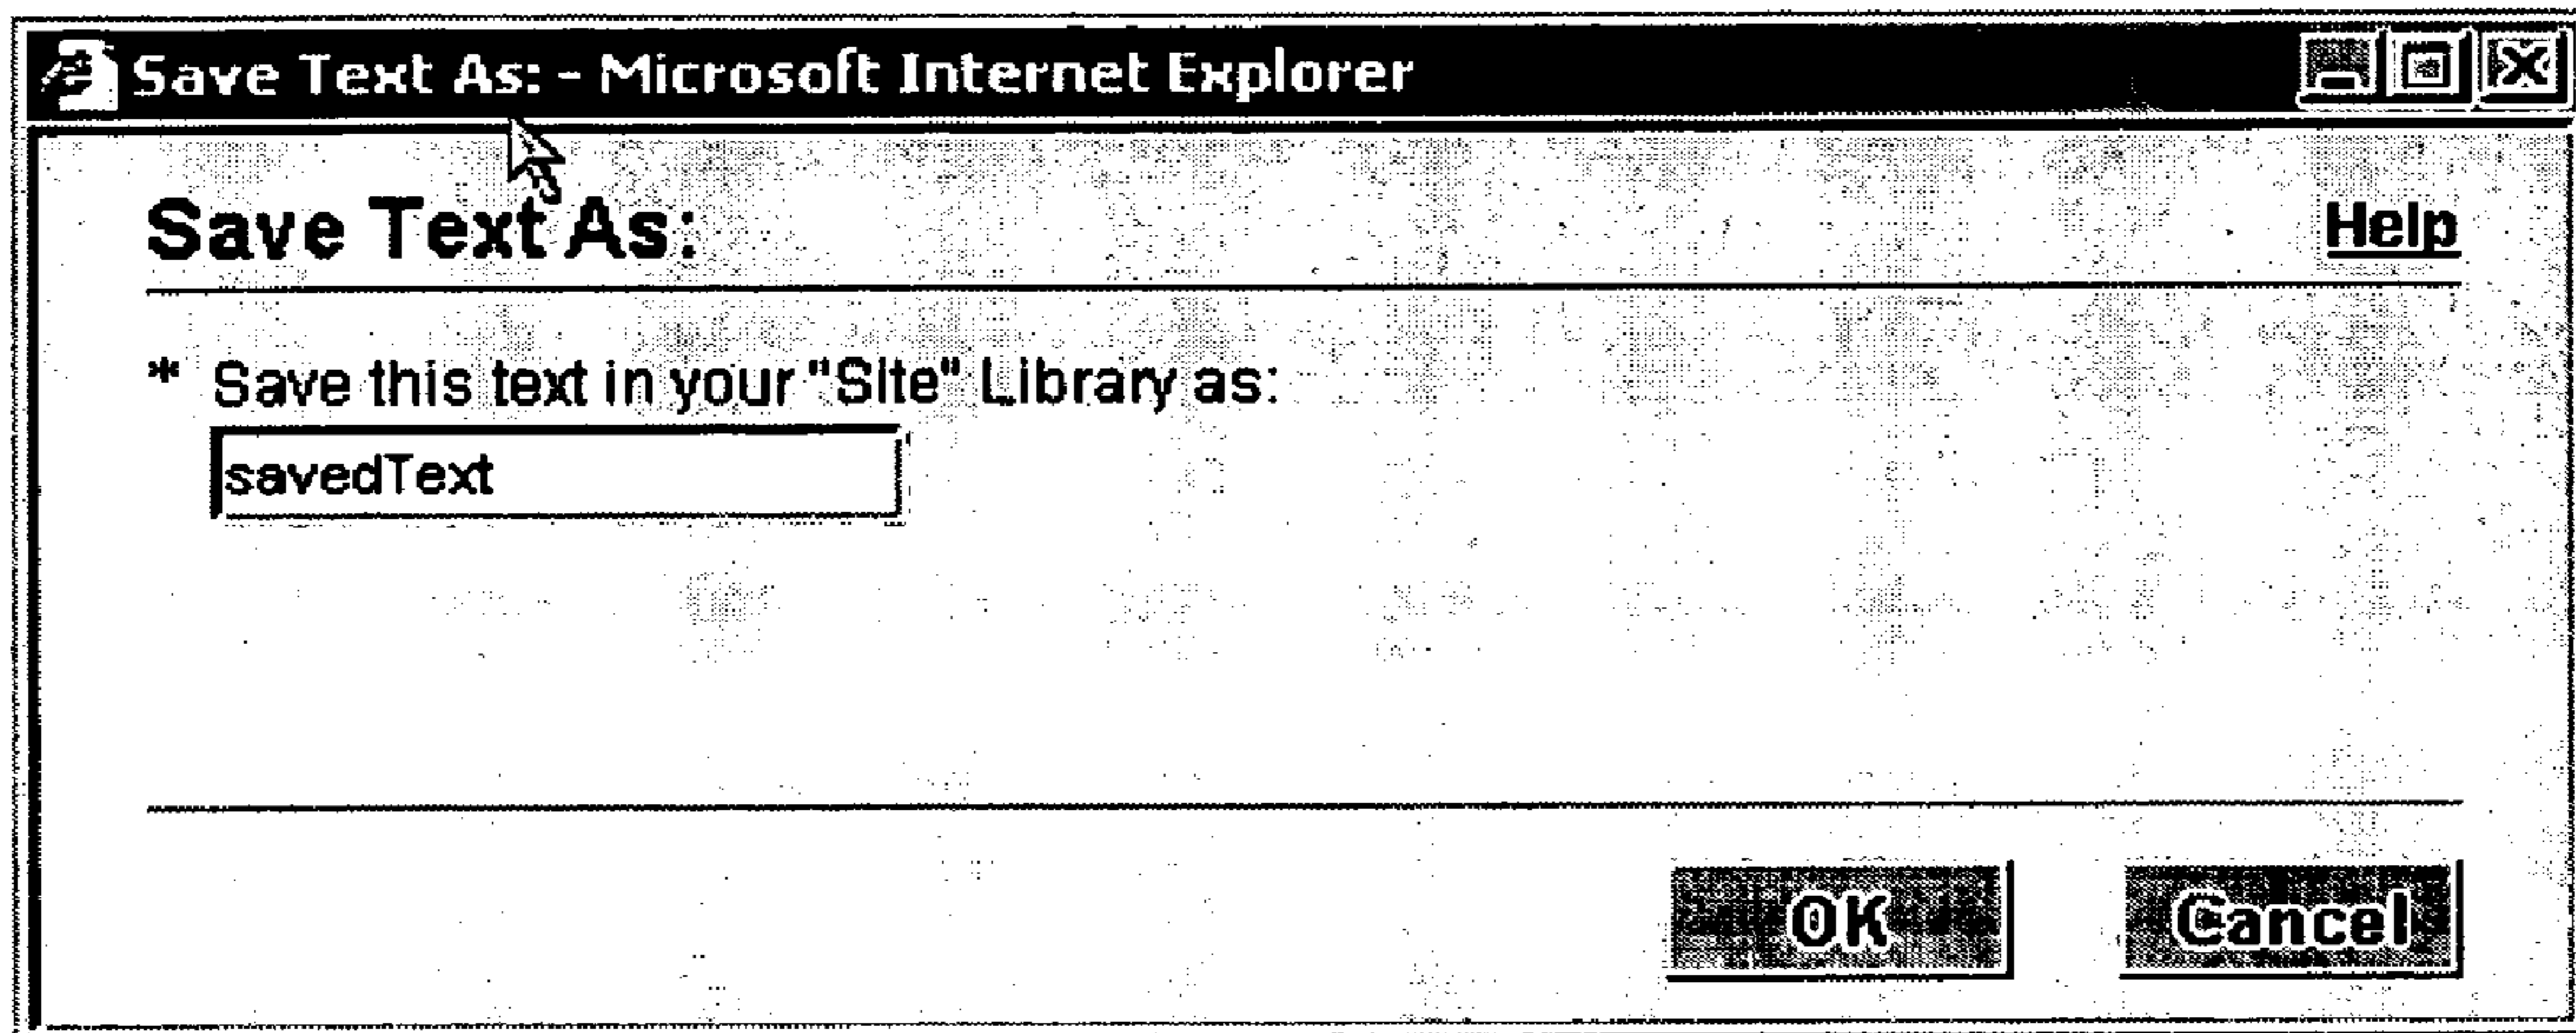 Save Text As: - Microsoft Internet Explorer
Save Text As:
Help
* Save this text in your "Site" Library as:
savedText
OK
Cancel